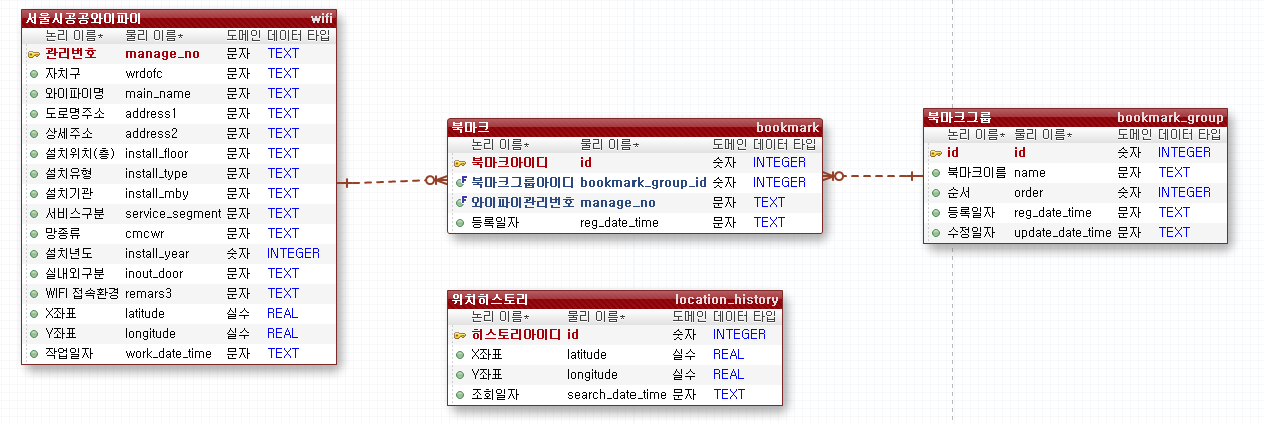 서울시공공와이파이 wifi
논리 이름* 물리 이름* 도메인 데이터 타입
관리번호 manage_no 문자 TEXT
자치구 wrdofc 문자 TEXT
와이파이명 main_name 문자 TEXT
도로명주소 address1 문자 TEXT
상세주소 address2 문자 TEXT
설치위치(층) install_floor 문자 TEXT
설치유형 install_type 문자 TEXT
설치기관 install_mby 문자 TEXT
서비스구분 service_segment 문자 TEXT
망종류 cmcwr 문자 TEXT
설치년도 install_year 숫자 INTEGER
실내외구분 inout_door 문자 TEXT
WIFI 접속환경 remars3 문자 TEXT
X좌표 latitude 실수 REAL
Y좌표 longitude 실수 REAL
작업일자 work_date_time 문자 TEXT
북마크 bookmark
논리 이름* 물리 이름* 도메인 데이터 타입
북마크아이디 id 숫자 INTEGER
F 북마크그룹아이디 bookmark_group_id 숫자 INTEGER
F 와이파이관리번호 manage_no 문자 TEXT
등록일자 reg_date_time 문자 TEXT
위치히스토리 location_history
논리 이름* 물리 이름* 도메인 데이터 타입
히스토리아이디 id 숫자 INTEGER
X좌표 latitude 실수 REAL
Y좌표 longitude 실수 REAL
조회일자 search_date_time 문자 TEXT
북마크그룹 bookmark_group
논리 이름* 물리 이름* 도메인 데이터 타입
id id 숫자 INTEGER
북마크이름 name 문자 TEXT
순서 order 숫자 INTEGER
등록일자 reg_date_time 문자 TEXT
수정일자 update_date_time 문자 TEXT